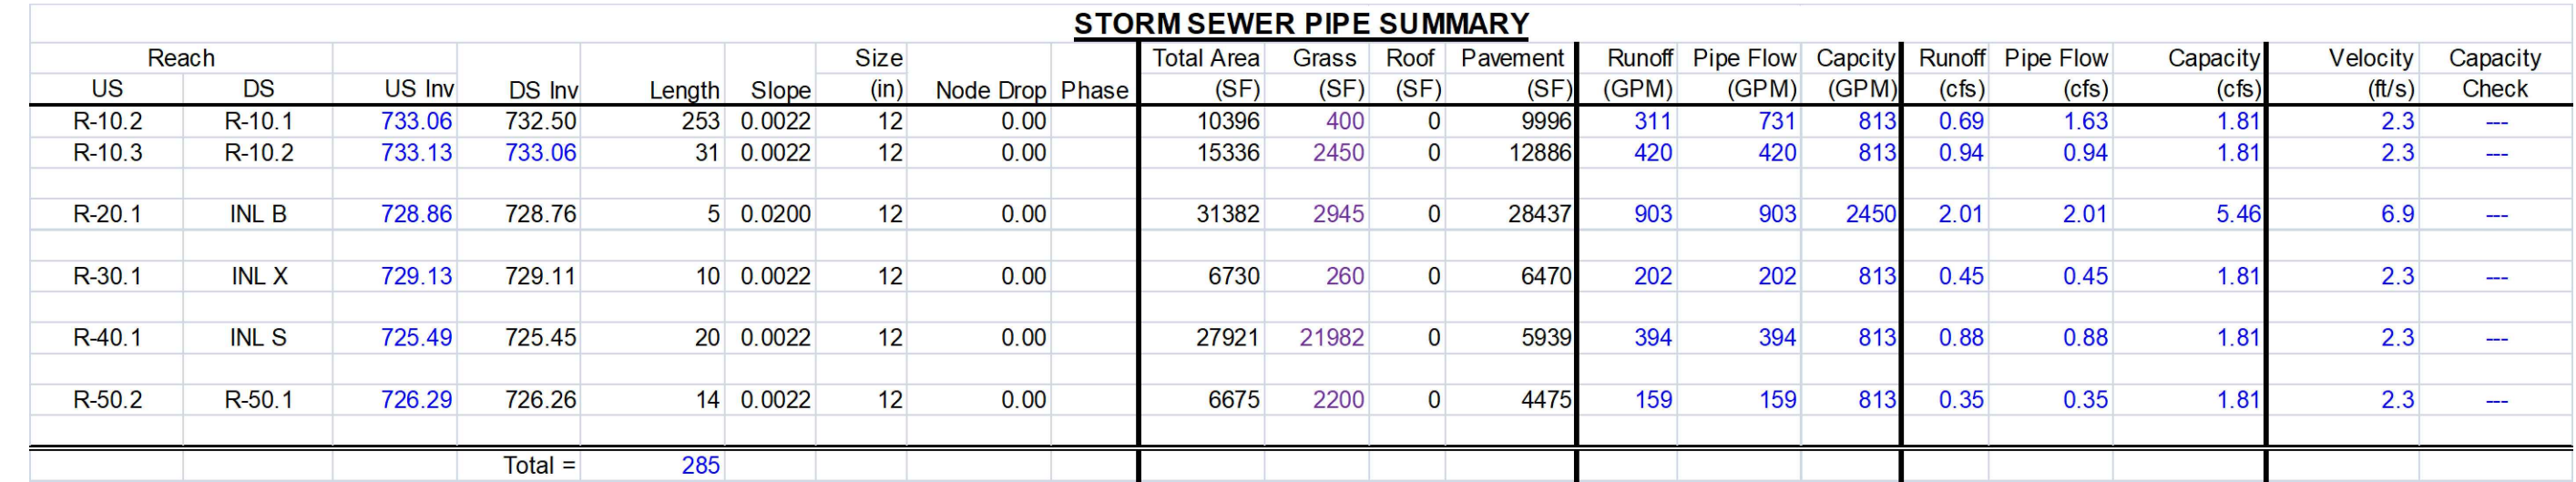 STORM SEWER PIPE SUMMARY
Reach Size Total Area Grass Roof Pavement Runoff Pipe Flow Capcity Runoff Pipe Flow Capacity Velocity Capacity
US DS US Inv DS Inv Length Slope (in) Node Drop Phase (SF) (SF) (SF) (SF) (GPM) (GPM) (GPM) (cfs) (cfs) (cfs) (ft/s) Check
R-10.2 R-10.1 733.06 732.50 253 0.0022 12 0.00 10396 400 0 9996 311 731 813 0.69 1.63 1.81 2.3 ---
R-10.3 R-10.2 733.13 733.06 31 0.0022 12 0.00 15336 2450 0 12886 420 420 813 0.94 0.94 1.81 2.3 ---
R-20.1 INL B 728.86 728.76 5 0.0200 12 0.00 31382 2945 0 28437 903 903 2450 2.01 2.01 5.46 6.9 ---
R-30.1 INL X 729.13 729.11 10 0.0022 12 0.00 6730 260 0 6470 202 202 813 0.45 0.45 1.81 2.3 ---
R-40.1 INL S 725.49 725.45 20 0.0022 12 0.00 27921 21982 0 5939 394 394 813 0.88 0.88 1.81 2.3 ---
R-50.2 R-50.1 726.29 726.26 14 0.0022 12 0.00 6675 2200 0 4475 159 159 813 0.35 0.35 1.81 2.3 ---
Total = 285